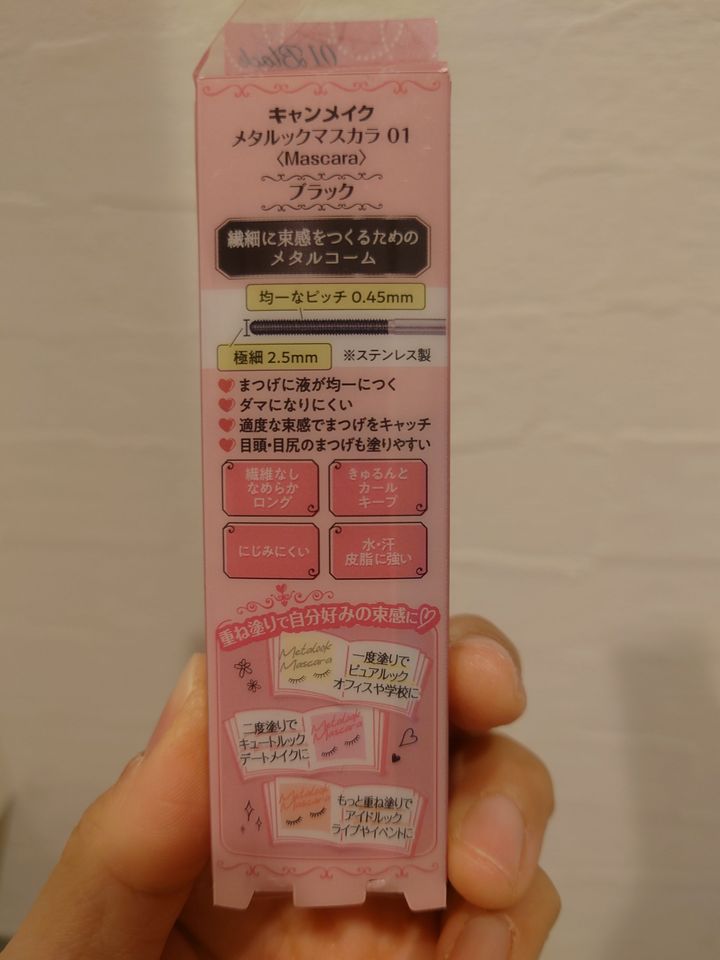 01 Black
キャンメイク
メタルックマスカラ 01
〈Mascara〉
ブラック
繊細に束感をつくるための
メタルコーム
均一なピッチ 0.45mm
極細 2.5mm
※ステンレス製
まつげに液が均一につく
ダマになりにくい
適度な束感でまつげをキャッチ
目頭・目尻のまつげも塗りやすい
繊維なし
なめらか
ロング
きゅるんと
カール
キープ
にじみにくい
水・汗
皮脂に強い
重ね塗りで自分好みの束感に
Metalook
Mascara
一度塗りで
ピュアルック
オフィスや学校に
二度塗りで
キュートルック
デートメイクに
Metalook
Mascara
Metalook
Mascara
もっと重ね塗りで
アイドルック
ライブやイベントに